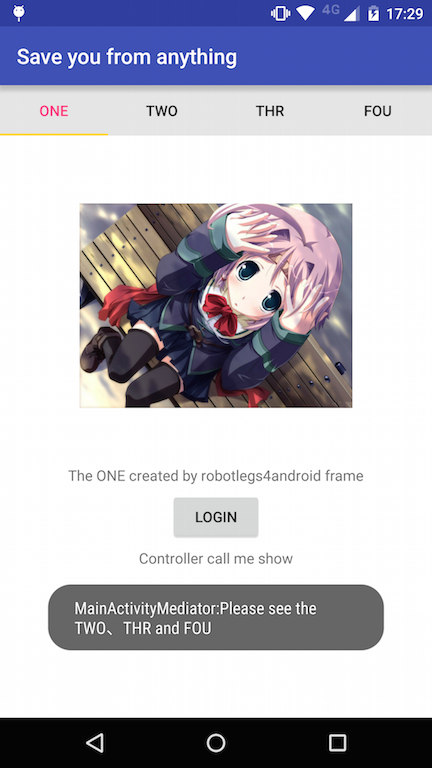 4G 17:29
Save you from anything
ONE TWO THR FOU
The ONE created by robotlegs4android frame
LOGIN
Controller call me show
MainActivityMediator:Please see the
TWO、THR and FOU